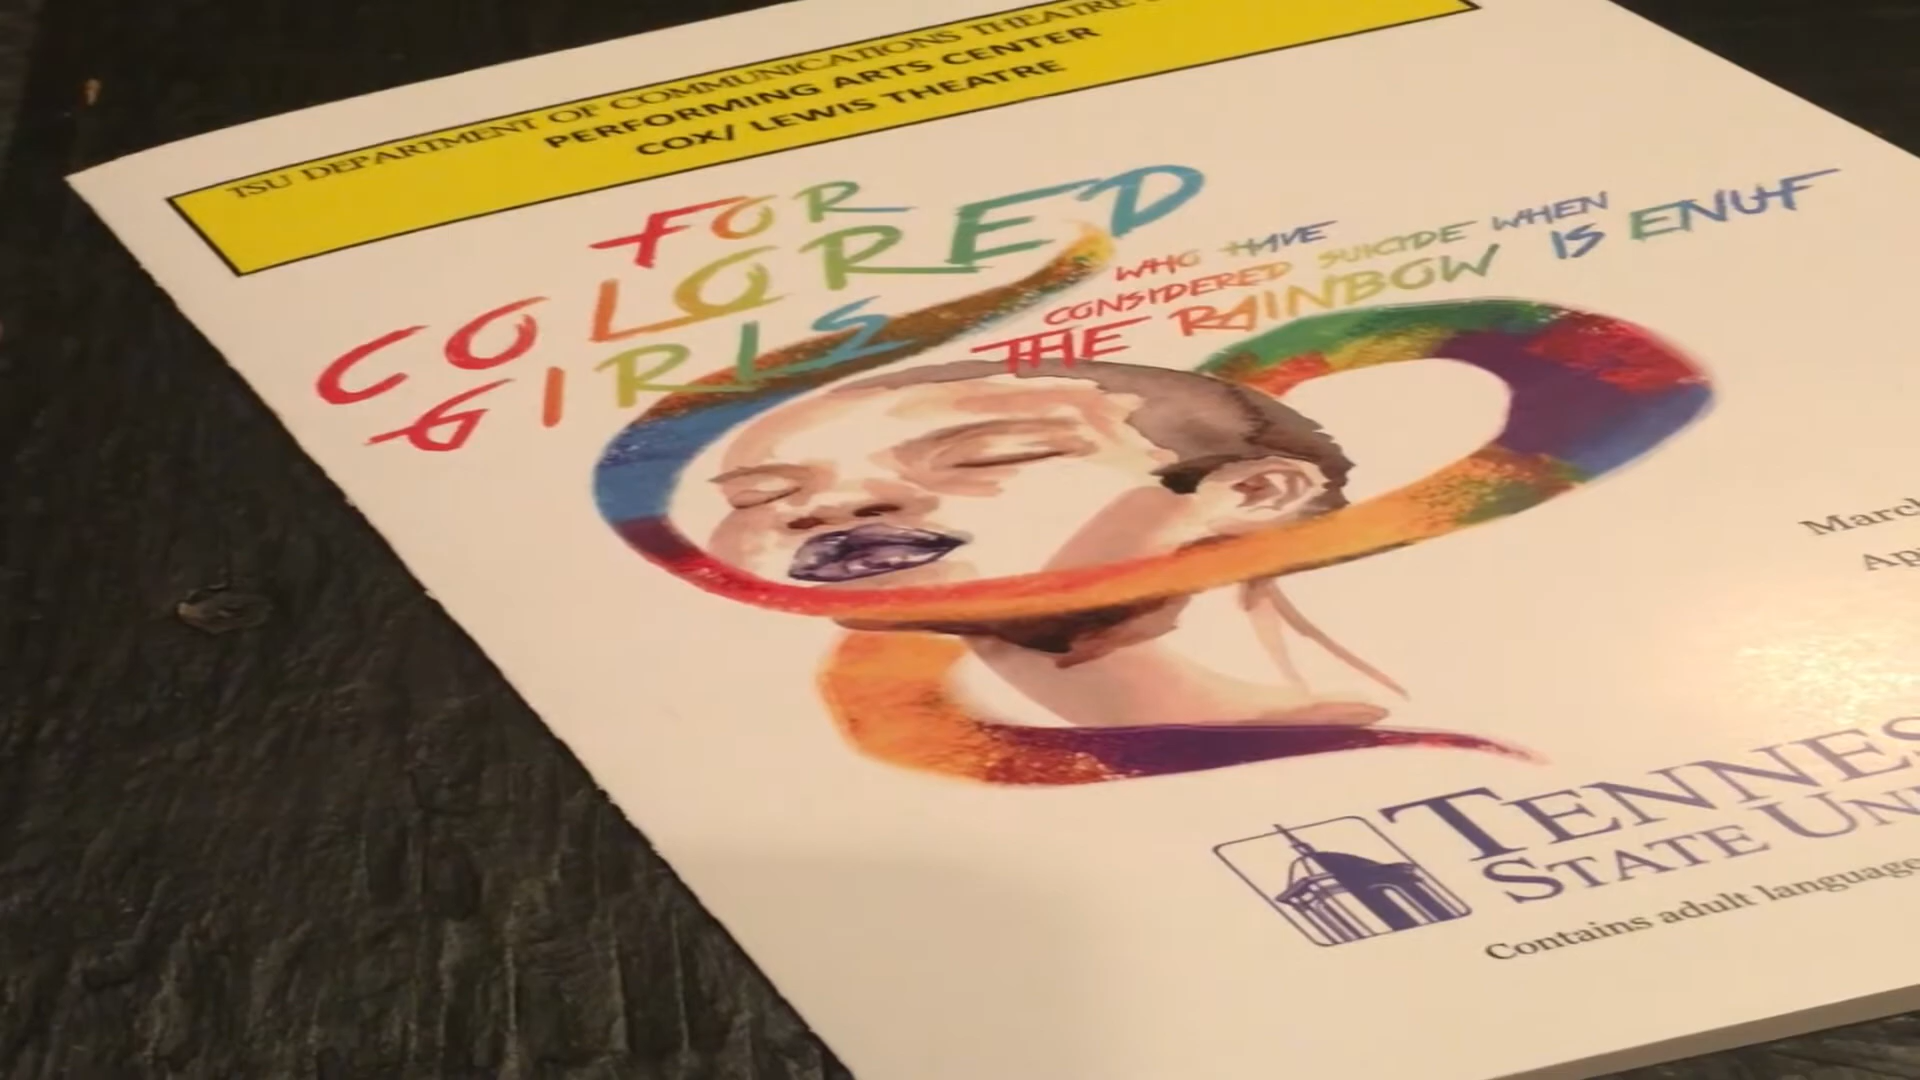 TSU DEPARTMENT OF COMMUNICATIONS THEATRE
PERFORMING ARTS CENTER
COX/ LEWIS THEATRE
FOR
COLORED
GIRLS
WHO HAVE
CONSIDERED SUICIDE WHEN
THE RAINBOW IS ENUF
TENNES
STATE UN
Contains adult language